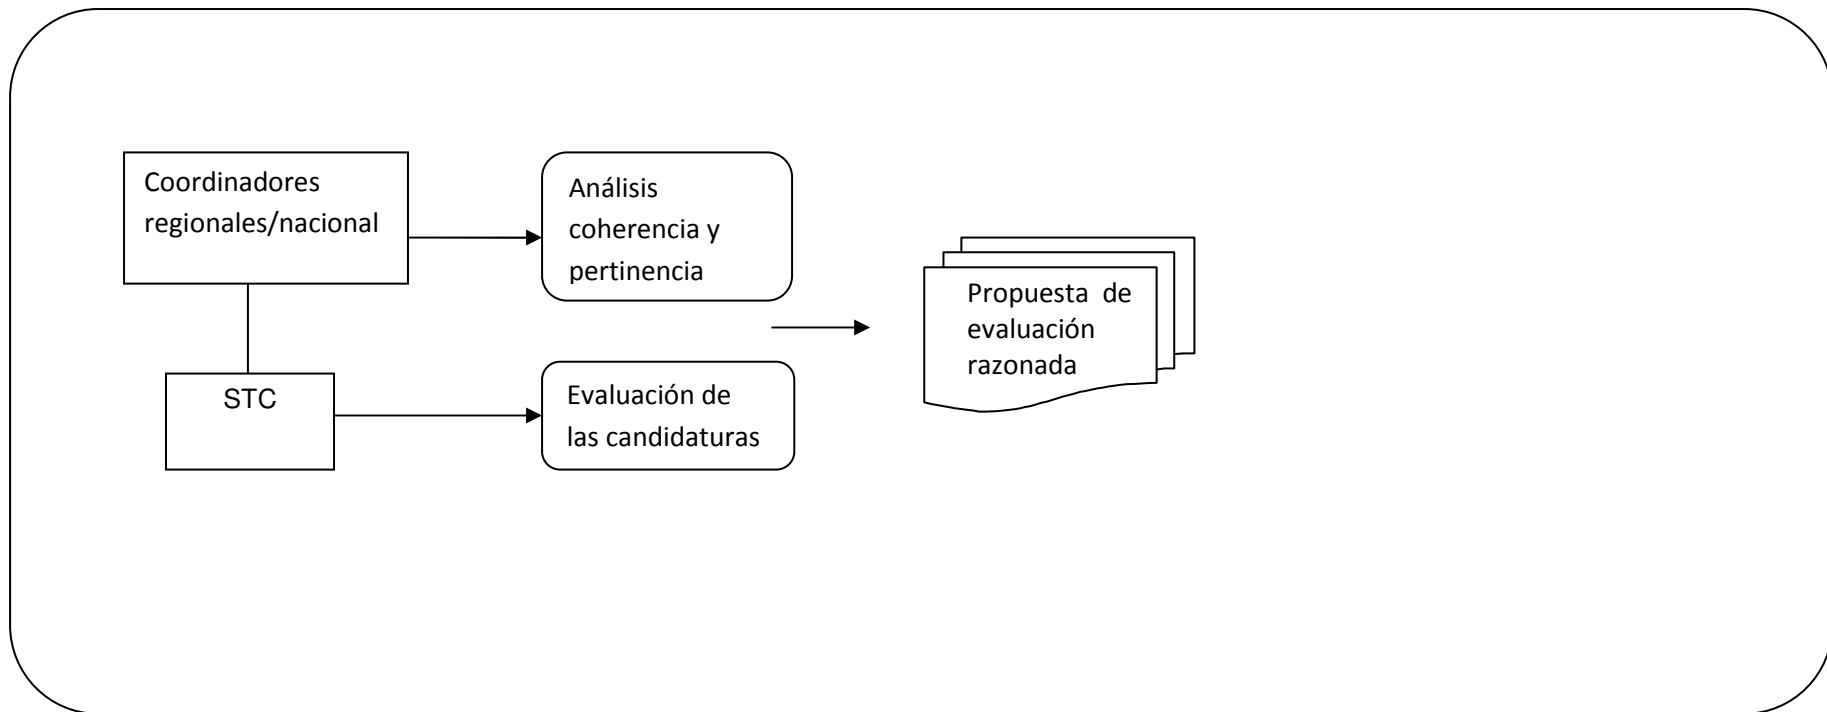 Coordinadores
regionales/nacional
Análisis
coherencia y
pertinencia
Propuesta de
evaluación
razonada
STC
Evaluación de
las candidaturas